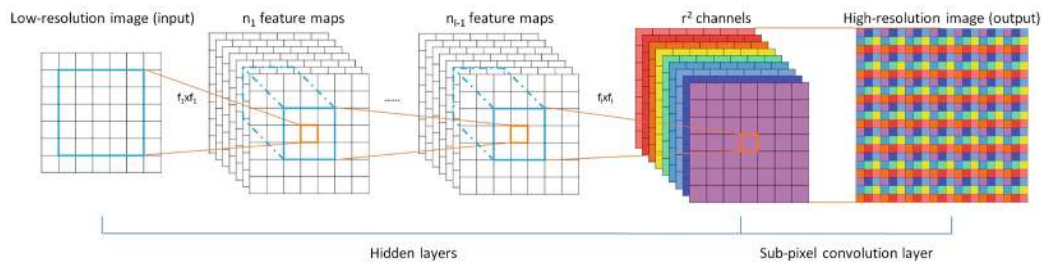 Low-resolution image (input)
n₁ feature maps
nₗ₋₁ feature maps
r² channels
High-resolution image (output)
f₁xf₁
......
fₗxfₗ
Hidden layers
Sub-pixel convolution layer